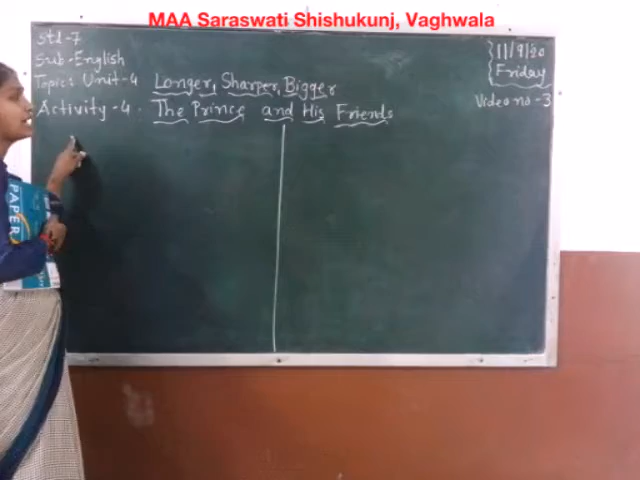 MAA Saraswati Shishukunj, Vaghwala
Std-7
Sub-English
Topic: Unit-4 Longer, Sharper, Bigger
Activity-4. The Prince and His Friends
11/9/20
Friday
Video no-3
PAPER